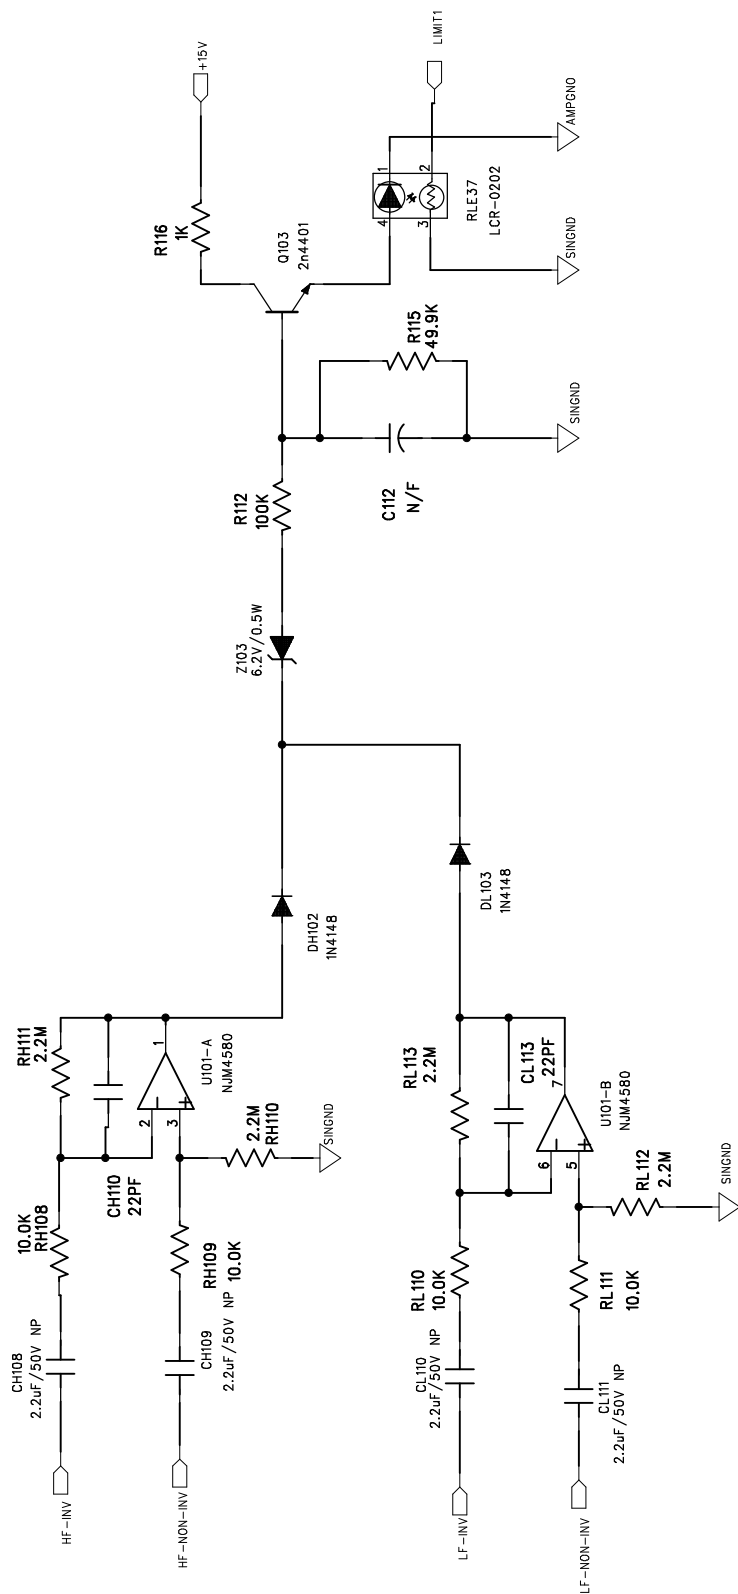 +15V
LIMIT1
AMPGND
1
2
4
3
RLE37
LCR-0202
SINGND
R116
1K
Q103
2n4401
R115
49.9K
SINGND
C112
N/F
R112
100K
Z103
6.2V/0.5W
DH102
1N4148
DL103
1N4148
RH111
2.2M
1
U101-A
NJM4580
2
3
CH110
22PF
2.2M
RH110
SINGND
10.0K
RH108
RH109
10.0K
CH108
2.2uF/50V NP
CH109
2.2uF/50V NP
HF-INV
HF-NON-INV
RL113
2.2M
CL113
22PF
7
U101-B
NJM4580
6
5
RL112
2.2M
SINGND
RL110
10.0K
RL111
10.0K
CL110
2.2uF/50V NP
CL111
2.2uF/50V NP
LF-INV
LF-NON-INV